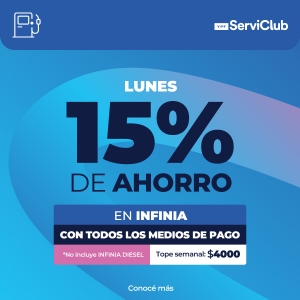 YPF ServiClub
LUNES
15%
DE AHORRO
EN INFINIA
CON TODOS LOS MEDIOS DE PAGO
*No incluye INFINIA DIESEL Tope semanal: $4000
Conocé más